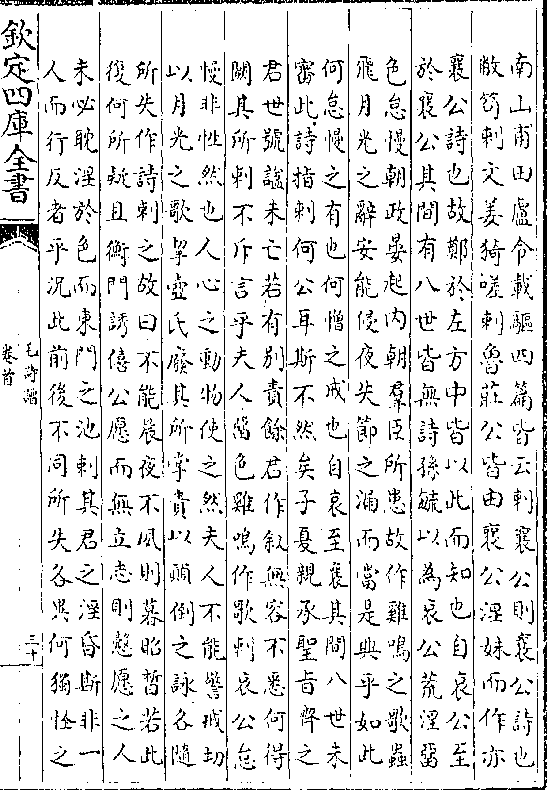 南山甫田盧令載驅四篇皆云刺襄公則襄公詩也
敝笱刺文姜猗嗟刺魯莊公皆由襄公淫妹而作亦
襄公詩也故鄭於左方中皆以此而知也自哀公至
於襄公其間有八世皆無詩孫毓以為哀公荒淫留
色怠慢朝政晏起內朝羣臣所患故作雞鳴之歌蟲
飛月光之辭安能侵夜失節之漏而當是興乎如此
何怠慢之有也何憎之戒也自哀至襄其間八世未
審此詩指刺何公耳斯不然矣子夏親承聖旨齊之
君世號諡未亡若有別責餘君作叙無容不悉何得
闕其所刺不斥言乎夫人留色雞鳴作歌刺哀公怠
慢非性然也人心之動物使之然夫人不能警戒切
以月光之歌挈壺氏廢其所掌責以顛倒之詠各隨
所失作詩刺之故曰不能晨夜不夙則暮昭晳若此
復何所疑且衡門誘僖公愿而無立志則愨愿之人
未必耽淫於色而東門之池刺其君之淫昏斯非一
人而行反者乎況此前後不同所失各異何獨怪之
欽定四庫全書
毛詩譜
卷首
三十